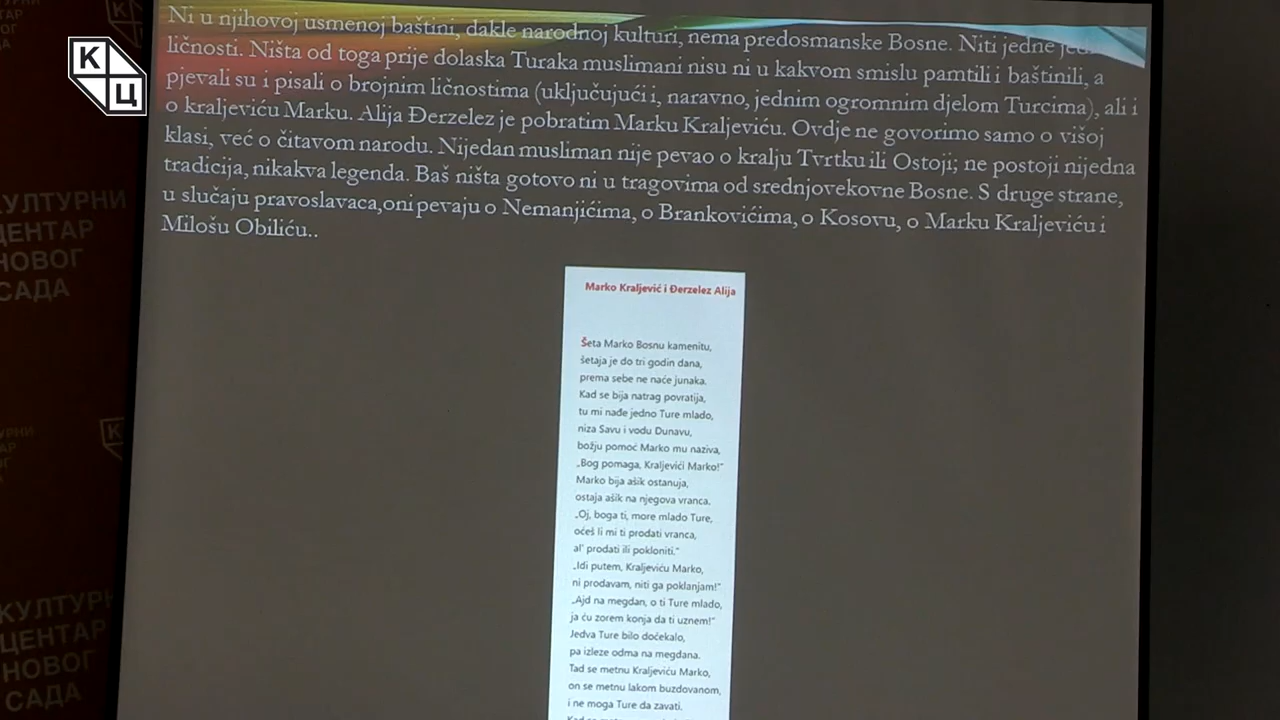 Ni u njihovoj usmenoj baštini, dakle narodnoj kulturi, nema predosmanske Bosne. Niti jedne
ličnosti. Ništa od toga prije dolaska Turaka muslimani nisu ni u kakvom smislu pamtili i baštinili, a
pjevali su i pisali o brojnim ličnostima (uključujući i, naravno, jednim ogromnim djelom Turcima), ali i
o kraljeviću Marku. Alija Đerzelez je pobratim Marku Kraljeviću. Ovdje ne govorimo samo o višoj
klasi, već o čitavom narodu. Nijedan musliman nije pevao o kralju Tvrtku ili Ostoji; ne postoji nijedna
tradicija, nikakva legenda. Baš ništa gotovo ni u tragovima od srednjovekovne Bosne. S druge strane,
u slučaju pravoslavaca,oni pevaju o Nemanjićima, o Brankovićima, o Kosovu, o Marku Kraljeviću i
Milošu Obiliću..
Marko Kraljević i Đerzelez Alija
Šeta Marko Bosnu kamenitu,
šetaja je do tri godin dana,
prema sebe ne naće junaka.
Kad se bija natrag povratija,
tu mi nađe jedno Ture mlado,
niza Savu i vodu Dunavu,
božju pomoć Marko mu naziva,
„Bog pomaga, Kraljevići Marko!"
Marko bija ašik ostanuja,
ostaja ašik na njegova vranca.
„Oj, boga ti, more mlado Ture,
oćeš li mi ti prodati vranca,
al' prodati ili pokloniti."
„Idi putem, Kraljeviću Marko,
ni prodavam, niti ga poklanjam!"
„Ajd na megdan, o ti Ture mlado,
ja ću zorem konja da ti uznem!"
Jedva Ture bilo dočekalo,
pa izleze odma na megdana.
Tad se metnu Kraljeviću Marko,
on se metnu lakom buzdovanom,
i ne moga Ture da zavati.
К
Ц
КУЛТУРНИ
ЦЕНТАР
НОВОГ
САДА
КУЛТУР
ЦЕНТАР
НОВОГ
САДА